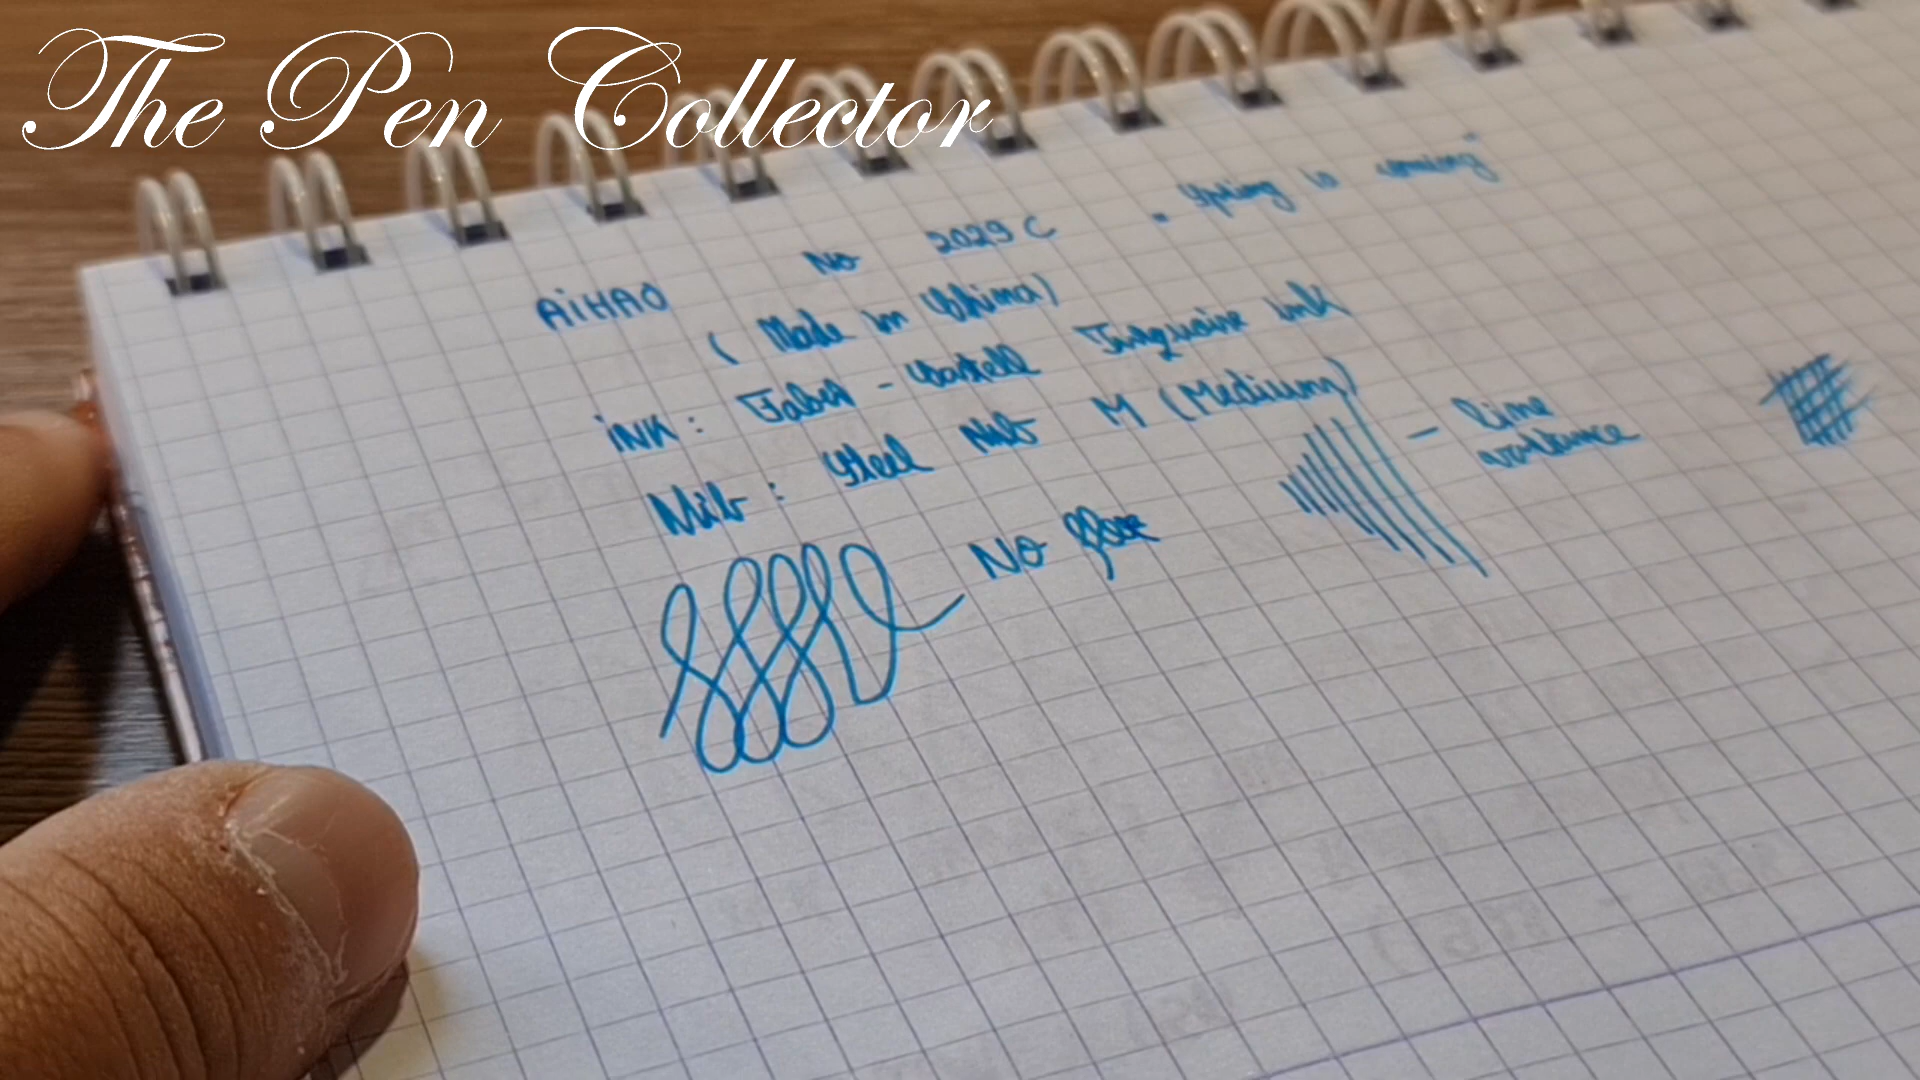 The Pen Collector
AiHAO No 2029 C "Spring is coming"
( Made in China)
iNK: Faber - Castell Turquoise ink
Nib: Steel Nib M (Medium)
No flex
- line
variance